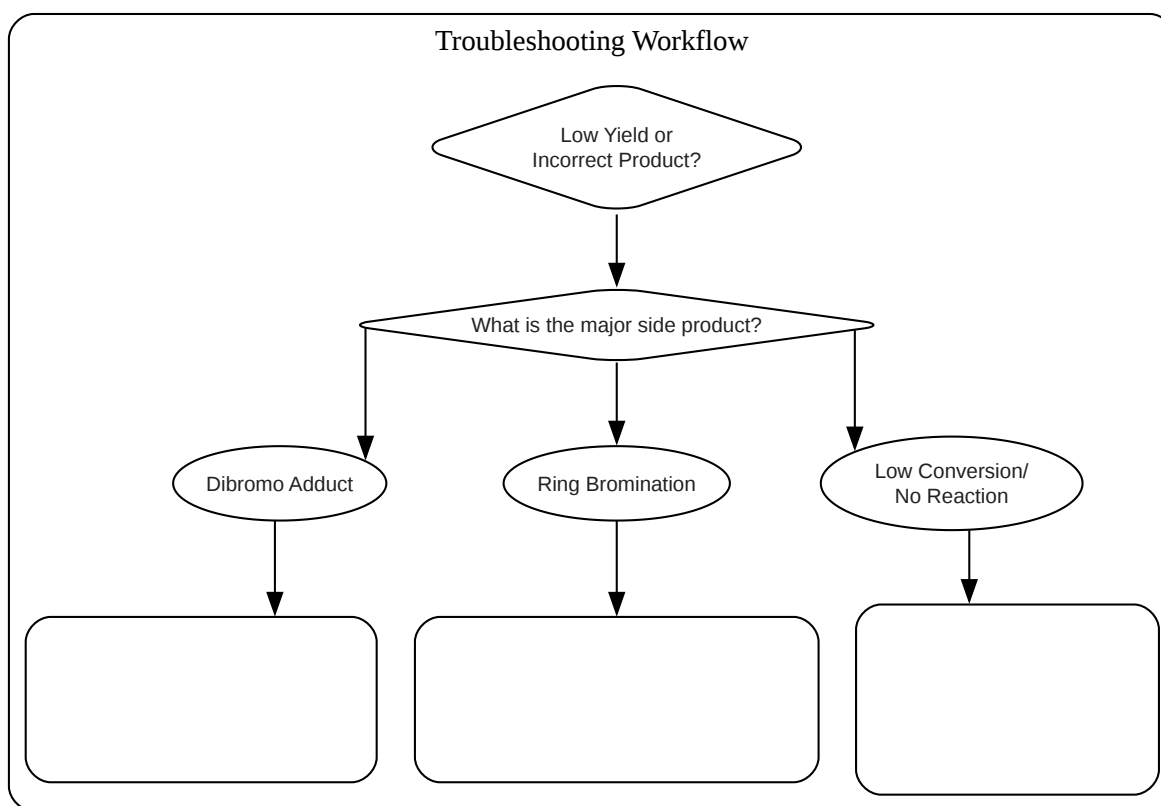 Troubleshooting Workflow
Low Yield or
Incorrect Product?
What is the major side product?
Dibromo Adduct
Ring Bromination
Low Conversion/
No Reaction